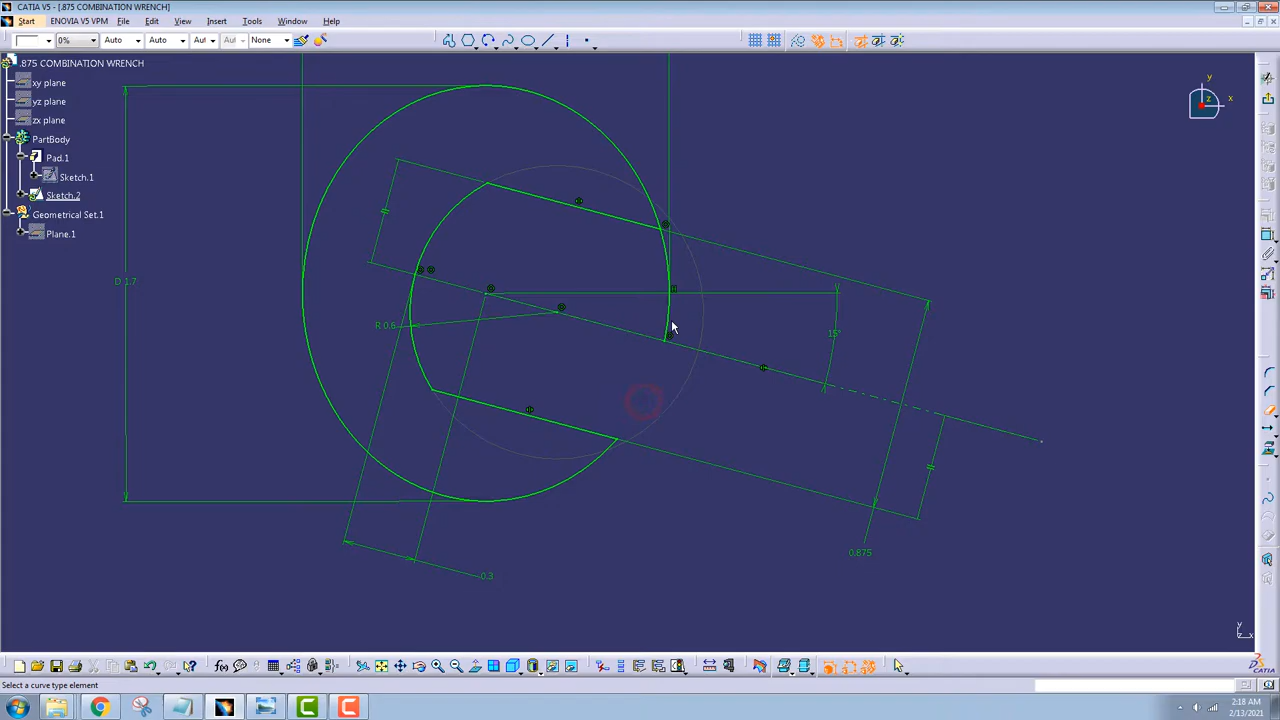 CATIA V5 - [.875 COMBINATION WRENCH]
Start ENOVIA V5 VPM File Edit View Insert Tools Window Help
0% Auto Auto Aut Aut None
.875 COMBINATION WRENCH
xy plane
yz plane
zx plane
PartBody
Pad.1
Sketch.1
Sketch.2
Geometrical Set.1
Plane.1
y
z x
D 1.7
R 0.6
H
V
15°
0.875
0.3
y
z x
f(x)
CATIA
Select a curve type element
2:18 AM
2/13/2021